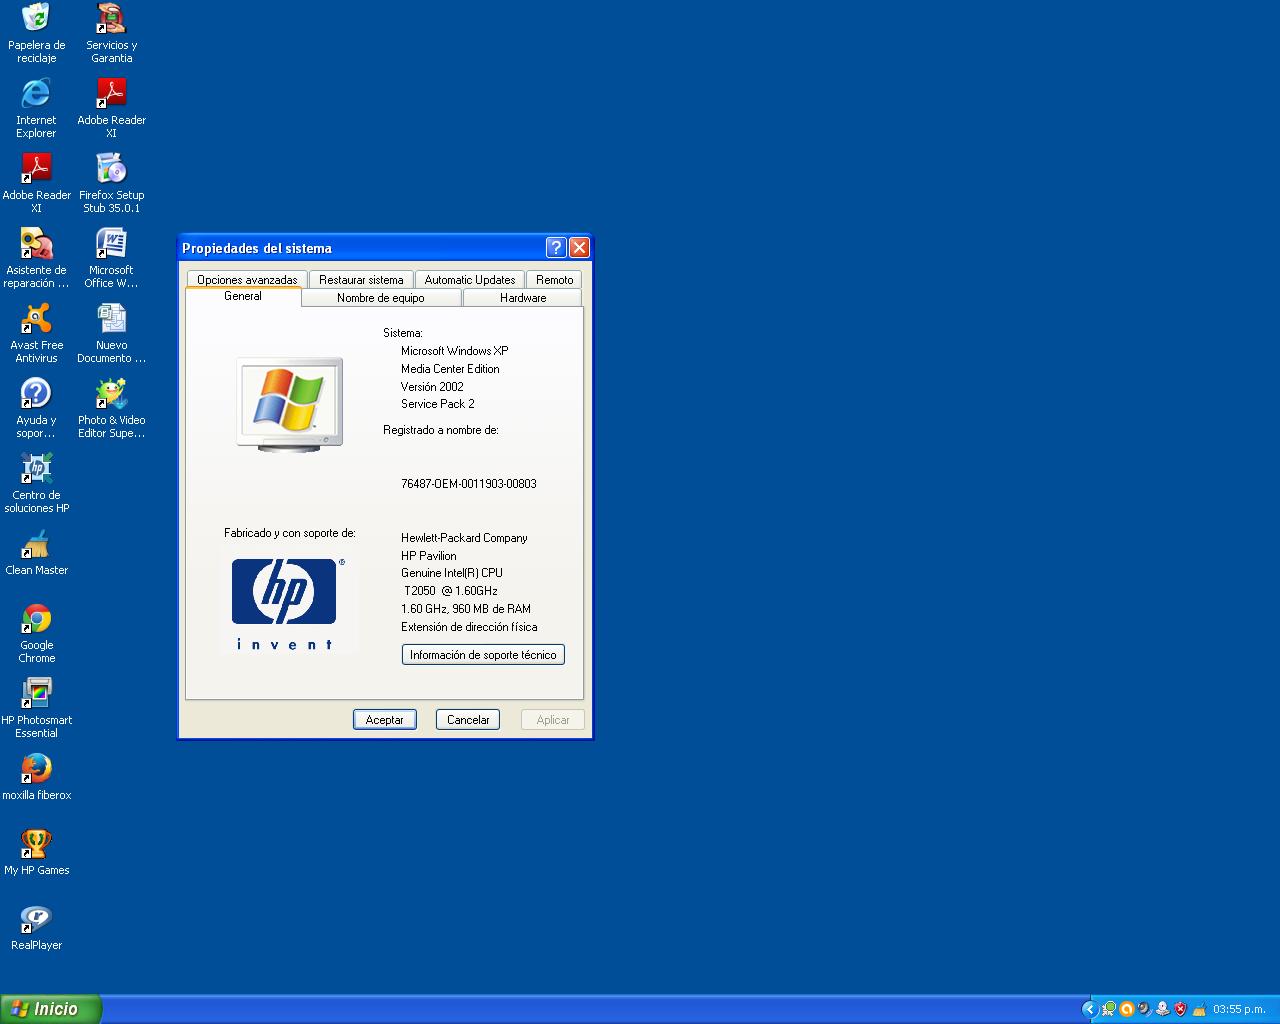 Papelera de
reciclaje
Servicios y
Garantia
Internet
Explorer
Adobe Reader
XI
Adobe Reader
XI
Firefox Setup
Stub 35.0.1
Asistente de
reparación ...
Microsoft
Office W...
Avast Free
Antivirus
Nuevo
Documento ...
Ayuda y
sopor...
Photo & Video
Editor Supe...
Centro de
soluciones HP
Clean Master
Google
Chrome
HP Photosmart
Essential
moxilla fiberox
My HP Games
RealPlayer
Propiedades del sistema
Opciones avanzadas
Restaurar sistema
Automatic Updates
Remoto
General
Nombre de equipo
Hardware
Sistema:
Microsoft Windows XP
Media Center Edition
Versión 2002
Service Pack 2
Registrado a nombre de:
76487-OEM-0011903-00803
Fabricado y con soporte de:
hp
invent
Hewlett-Packard Company
HP Pavilion
Genuine Intel(R) CPU
T2050 @ 1.60GHz
1.60 GHz, 960 MB de RAM
Extensión de dirección física
Información de soporte técnico
Aceptar
Cancelar
Aplicar
Inicio
03:55 p.m.